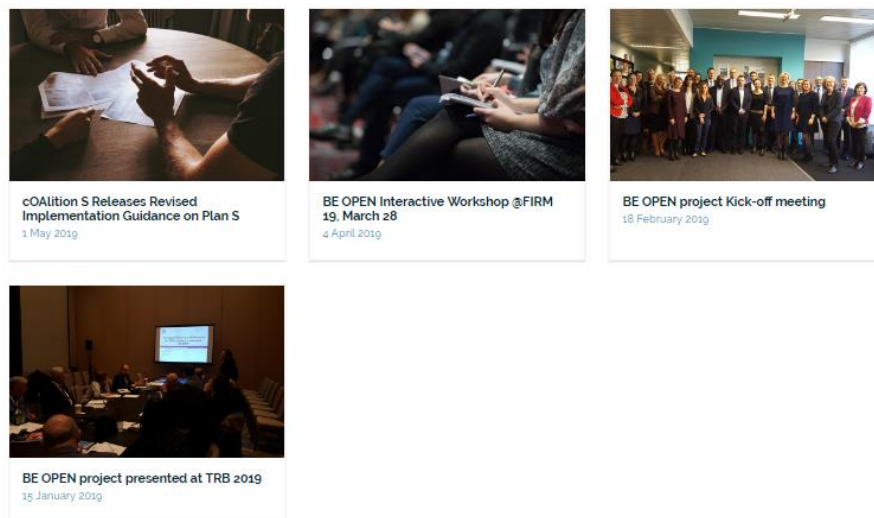 cOAlition S Releases Revised
Implementation Guidance on Plan S
1 May 2019
BE OPEN Interactive Workshop @FIRM
19, March 28
4 April 2019
BE OPEN project Kick-off meeting
18 February 2019
BE OPEN project presented at TRB 2019
15 January 2019